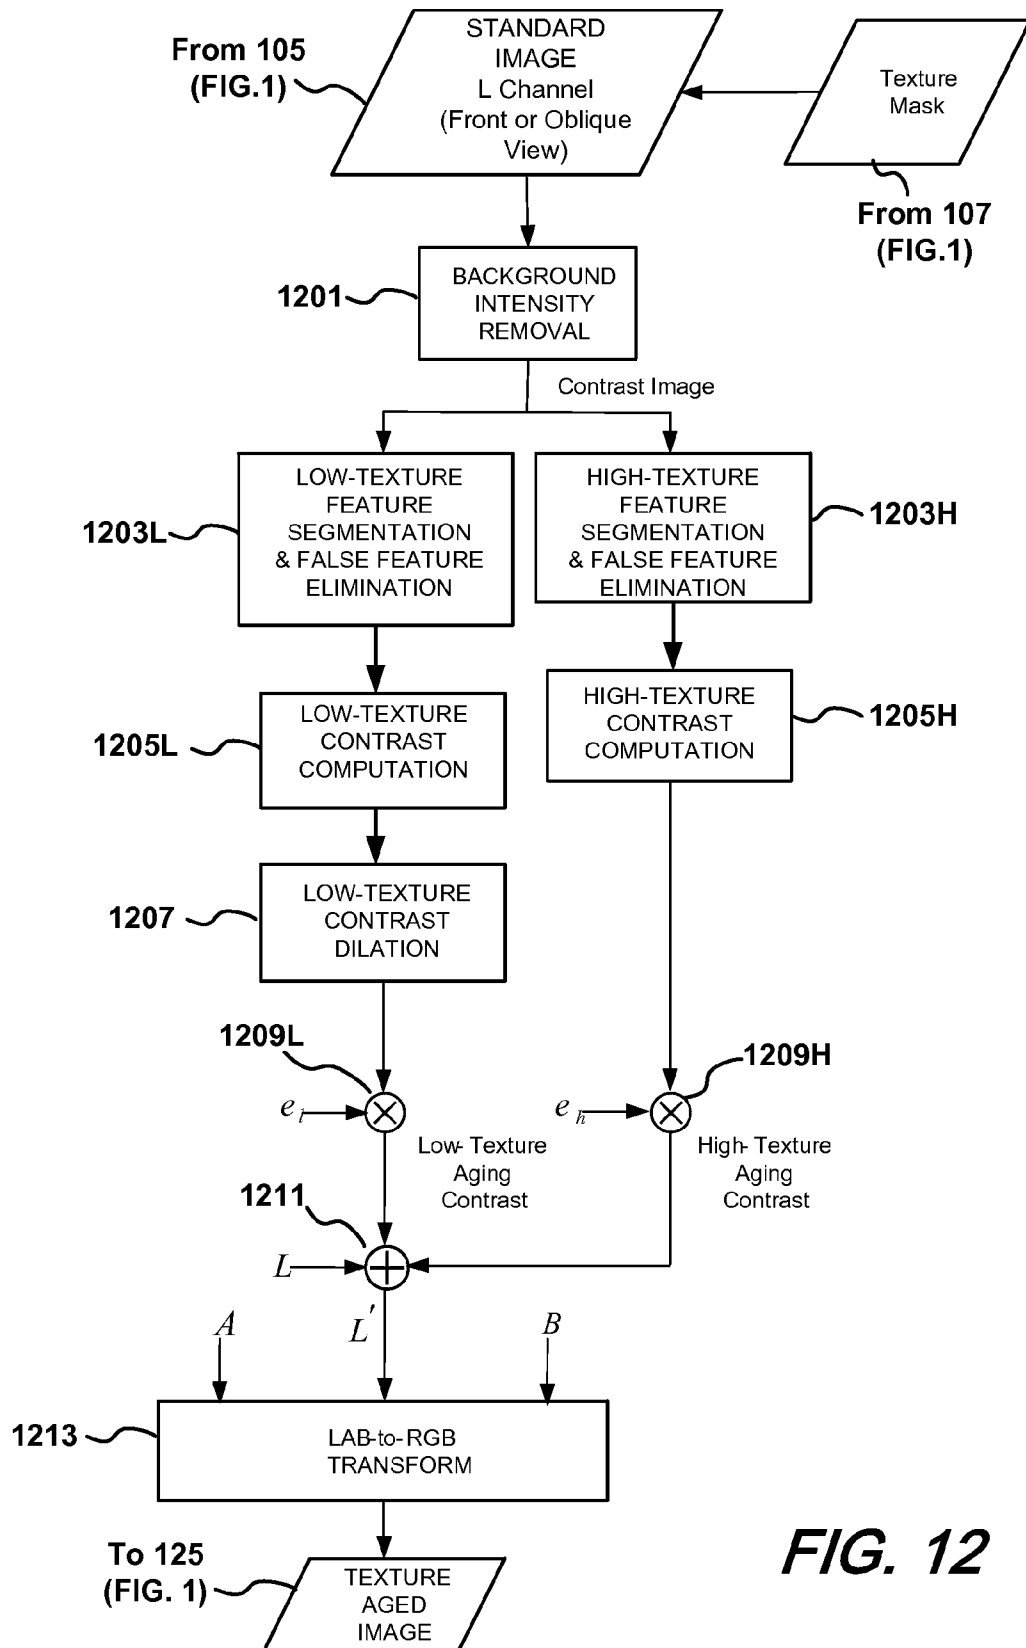 From 105
(FIG.1)
STANDARD
IMAGE
L Channel
(Front or Oblique
View)
Texture
Mask
From 107
(FIG.1)
1201
BACKGROUND
INTENSITY
REMOVAL
Contrast Image
1203L
LOW-TEXTURE
FEATURE
SEGMENTATION
& FALSE FEATURE
ELIMINATION
HIGH-TEXTURE
FEATURE
SEGMENTATION
& FALSE FEATURE
ELIMINATION
1203H
1205L
LOW-TEXTURE
CONTRAST
COMPUTATION
HIGH-TEXTURE
CONTRAST
COMPUTATION
1205H
1207
LOW-TEXTURE
CONTRAST
DILATION
1209L
1209H
e l
e h
Low- Texture
Aging
Contrast
High- Texture
Aging
Contrast
1211
L
A
L'
B
1213
LAB-to-RGB
TRANSFORM
To 125
(FIG. 1)
TEXTURE
AGED
IMAGE
FIG. 12